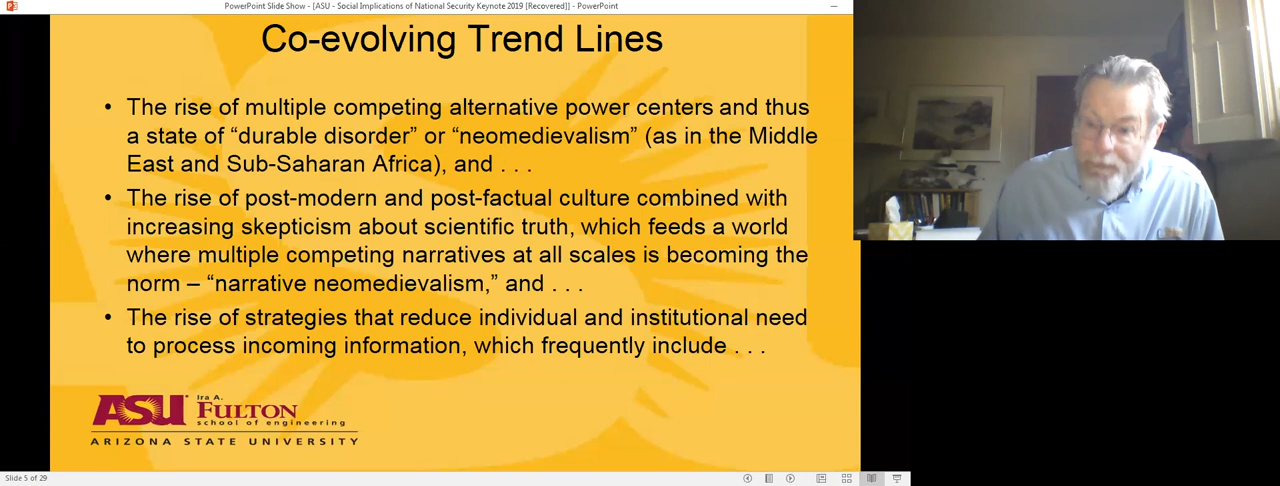 PowerPoint Slide Show - [ASU - Social Implications of National Security Keynote 2019 [Recovered]] - PowerPoint
Co-evolving Trend Lines
• The rise of multiple competing alternative power centers and thus
a state of “durable disorder” or “neomedievalism” (as in the Middle
East and Sub-Saharan Africa), and . . .
• The rise of post-modern and post-factual culture combined with
increasing skepticism about scientific truth, which feeds a world
where multiple competing narratives at all scales is becoming the
norm – “narrative neomedievalism,” and . . .
• The rise of strategies that reduce individual and institutional need
to process incoming information, which frequently include . . .
ASU
Ira A.
FULTON
school of engineering
ARIZONA STATE UNIVERSITY
Slide 5 of 29